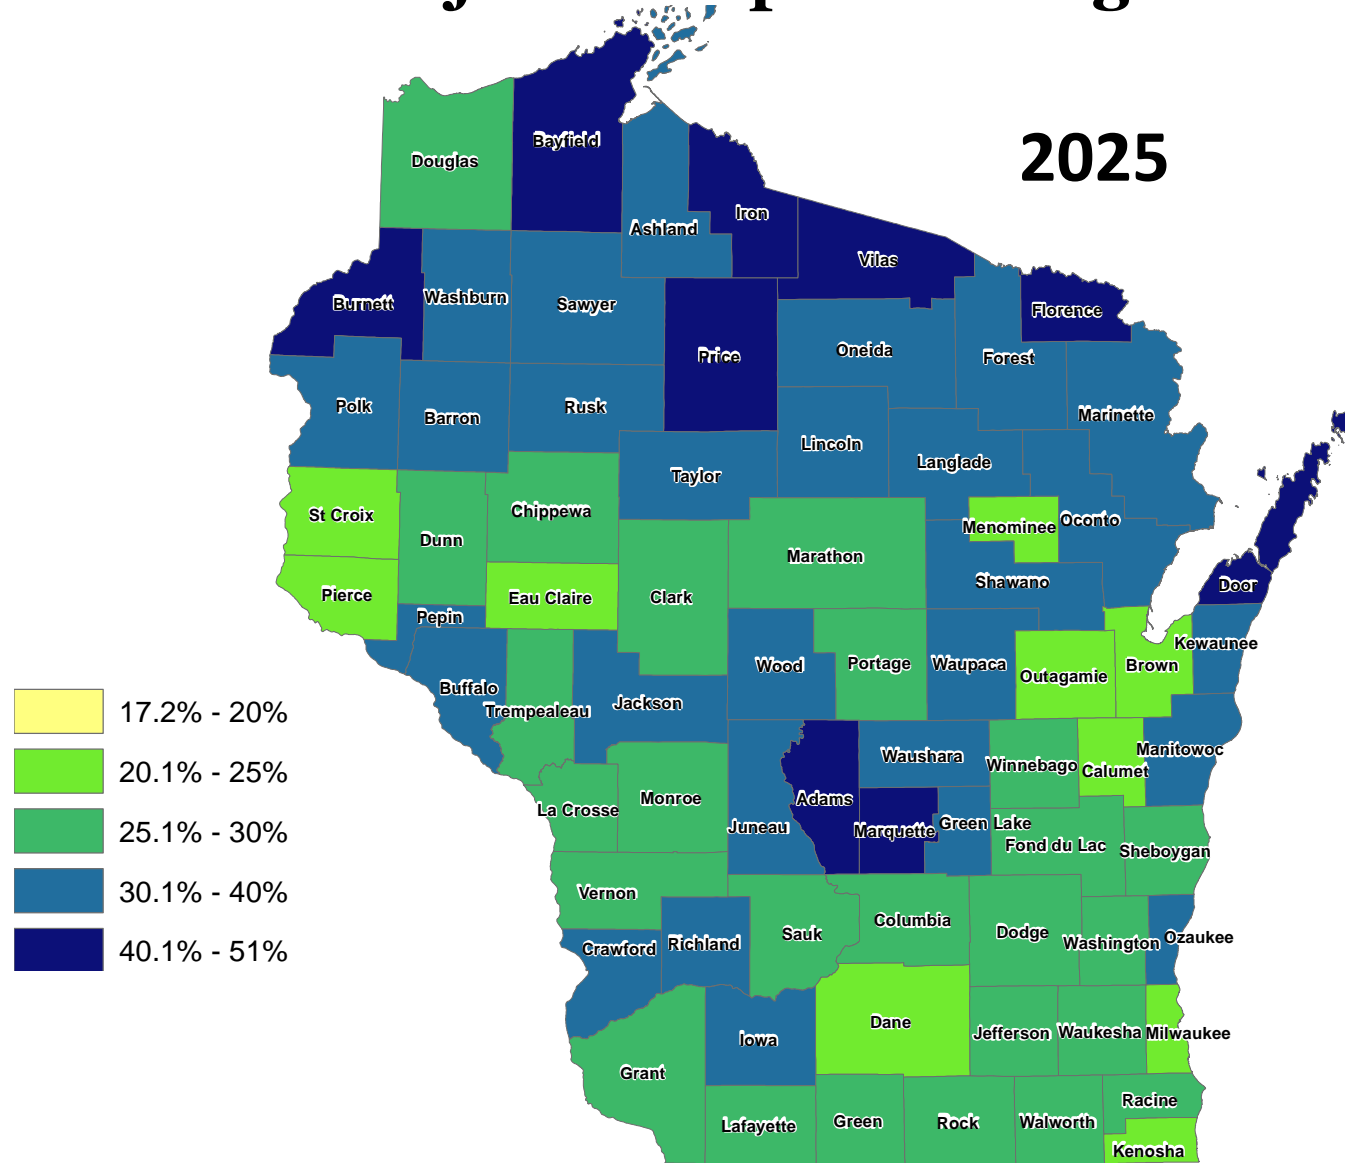 2025
Bayfield
Douglas
Iron
Ashland
Vilas
Burnett
Washburn
Sawyer
Florence
Price
Oneida
Forest
Polk
Barron
Rusk
Marinette
Lincoln
Langlade
Taylor
St Croix
Chippewa
Menominee
Oconto
Dunn
Marathon
Shawano
Door
Pierce
Eau Claire
Clark
Pepin
Kewaunee
Wood
Portage
Waupaca
Brown
Outagamie
Buffalo
Jackson
Trempealeau
17.2% - 20%
20.1% - 25%
25.1% - 30%
30.1% - 40%
40.1% - 51%
Manitowoc
Waushara
Winnebago
Calumet
La Crosse
Monroe
Adams
Juneau
Marquette
Green Lake
Fond du Lac
Sheboygan
Vernon
Columbia
Sauk
Dodge
Washington
Ozaukee
Crawford
Richland
Dane
Jefferson
Waukesha
Milwaukee
Iowa
Grant
Racine
Lafayette
Green
Rock
Walworth
Kenosha